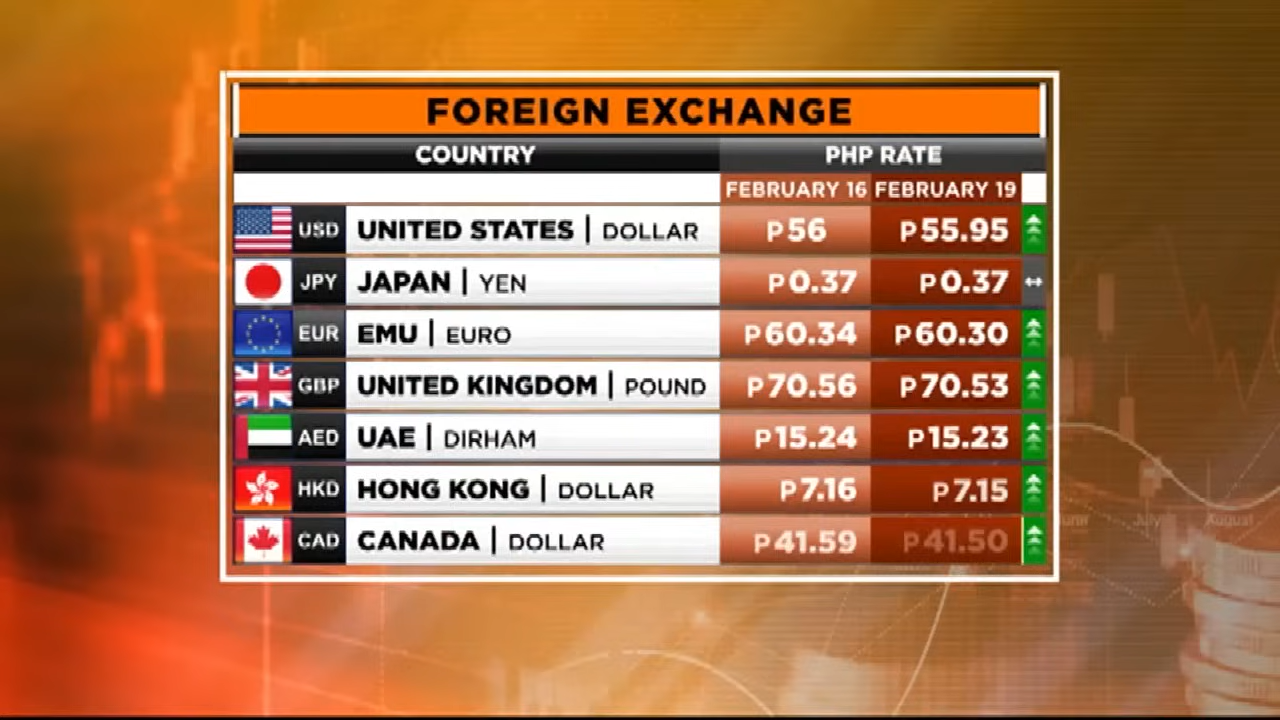 FOREIGN EXCHANGE
COUNTRY PHP RATE
FEBRUARY 16 FEBRUARY 19
USD UNITED STATES | DOLLAR P56 P55.95
JPY JAPAN | YEN P0.37 P0.37
EUR EMU | EURO P60.34 P60.30
GBP UNITED KINGDOM | POUND P70.56 P70.53
AED UAE | DIRHAM P15.24 P15.23
HKD HONG KONG | DOLLAR P7.16 P7.15
CAD CANADA | DOLLAR P41.59 P41.50
June July August